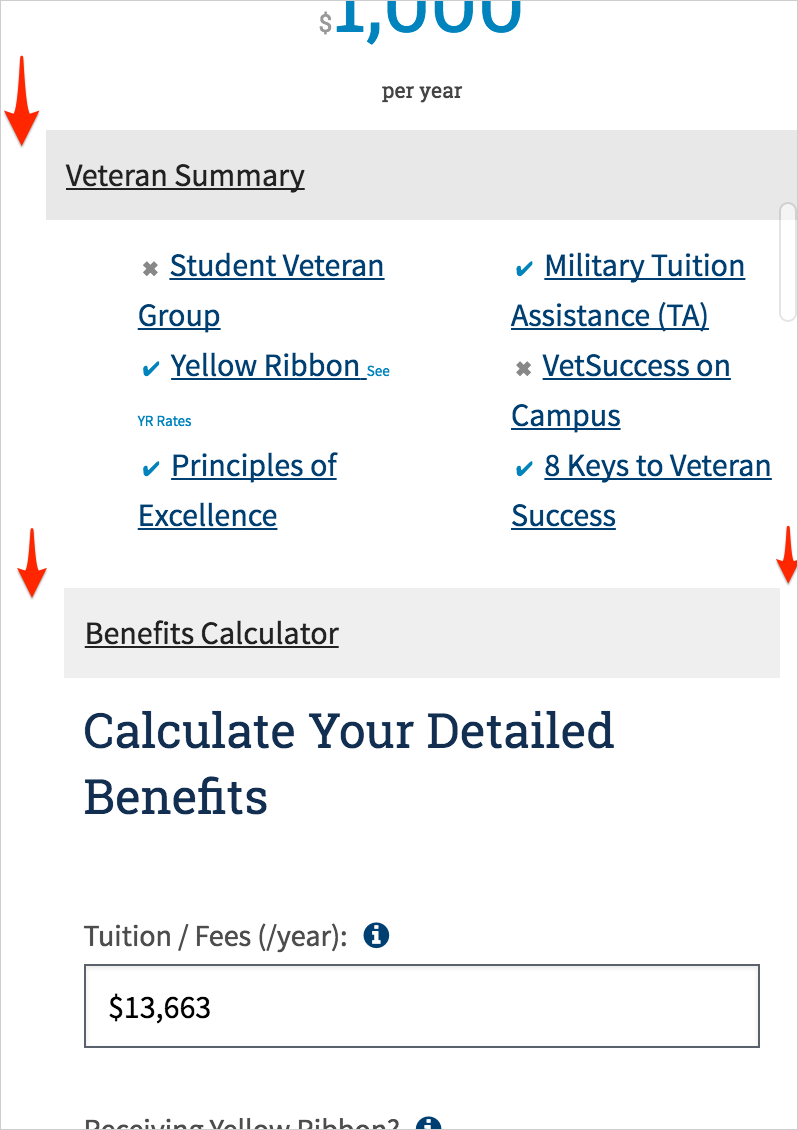 $1,000
per year
Veteran Summary
✖ Student Veteran
Group
✔ Yellow Ribbon See
YR Rates
✔ Principles of
Excellence
✔ Military Tuition
Assistance (TA)
✖ VetSuccess on
Campus
✔ 8 Keys to Veteran
Success
Benefits Calculator
Calculate Your Detailed
Benefits
Tuition / Fees (/year):
$13,663
Receiving Yellow Ribbon?